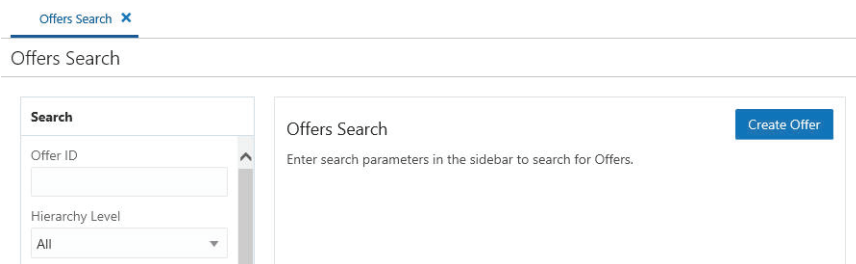 Offers Search
Offers Search
Search
Offer ID
Hierarchy Level
All
Offers Search
Create Offer
Enter search parameters in the sidebar to search for Offers.